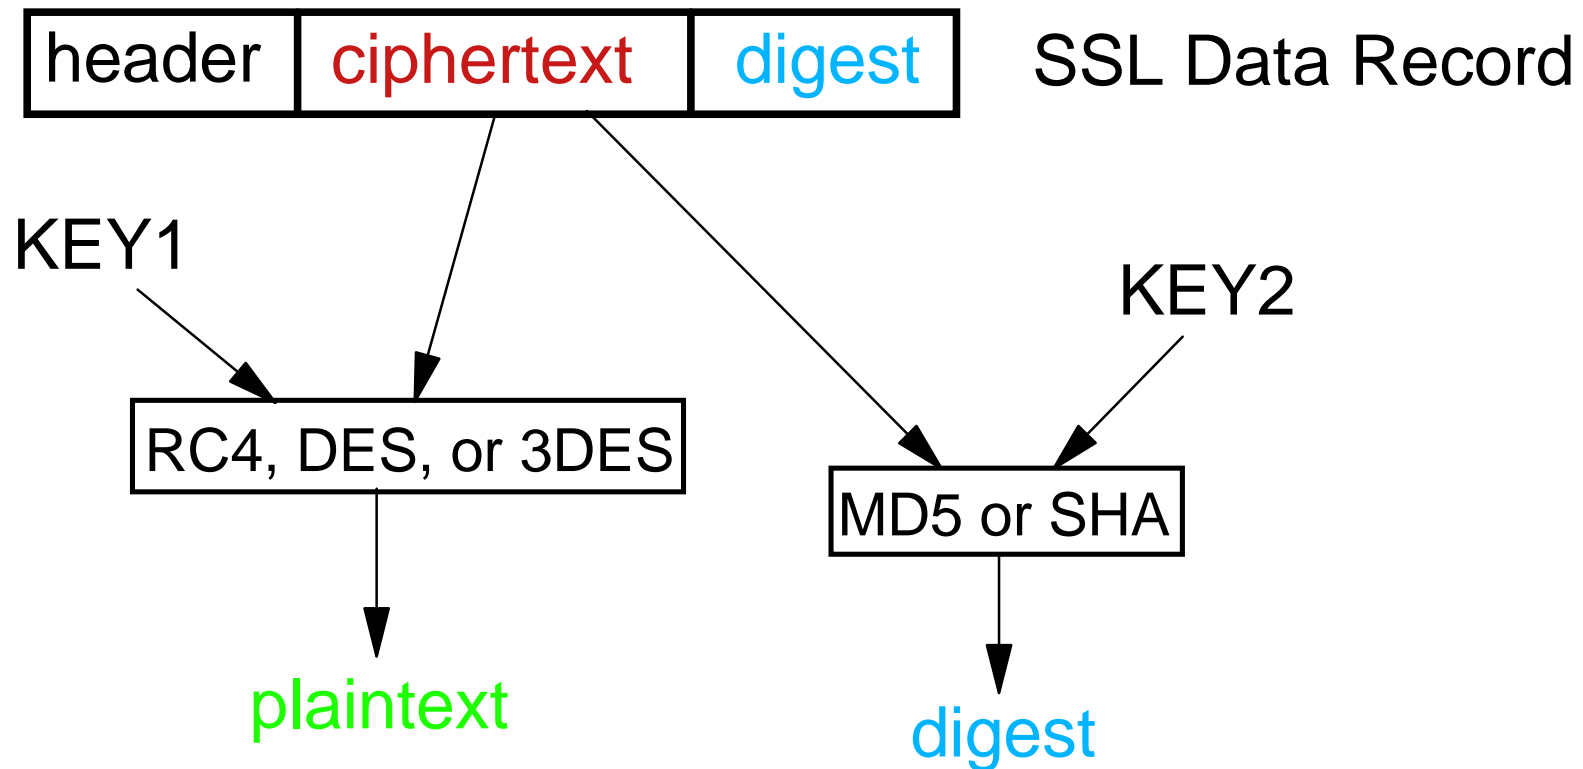 header ciphertext digest SSL Data Record
KEY1
KEY2
RC4, DES, or 3DES
MD5 or SHA
plaintext
digest